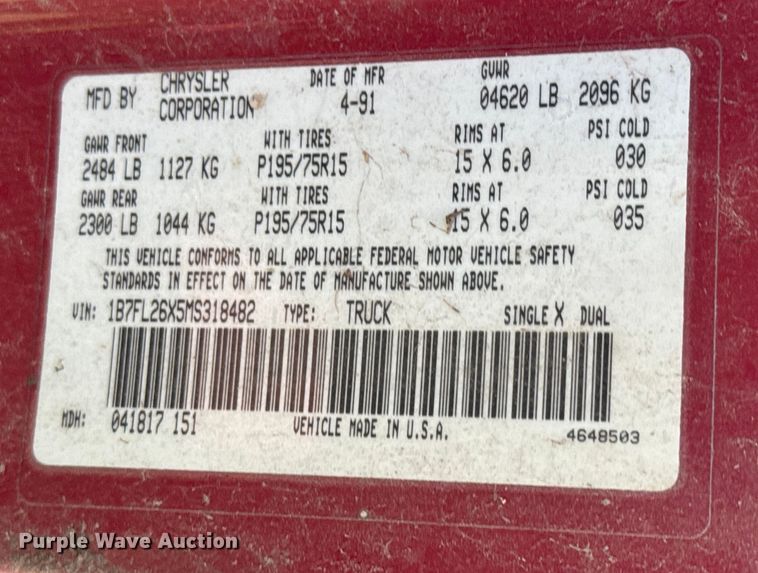 MFD BY CHRYSLER CORPORATION DATE OF MFR 4-91 GVWR 04620 LB 2096 KG
GAWR FRONT WITH TIRES RIMS AT PSI COLD
2484 LB 1127 KG P195/75R15 15 X 6.0 030
GAWR REAR WITH TIRES RIMS AT PSI COLD
2300 LB 1044 KG P195/75R15 15 X 6.0 035
THIS VEHICLE CONFORMS TO ALL APPLICABLE FEDERAL MOTOR VEHICLE SAFETY
STANDARDS IN EFFECT ON THE DATE OF MANUFACTURE SHOWN ABOVE.
VIN: 1B7FL26X5MS318482 TYPE: TRUCK SINGLE X DUAL
MDH: 041817 151 VEHICLE MADE IN U.S.A. 4648503
Purple Wave Auction